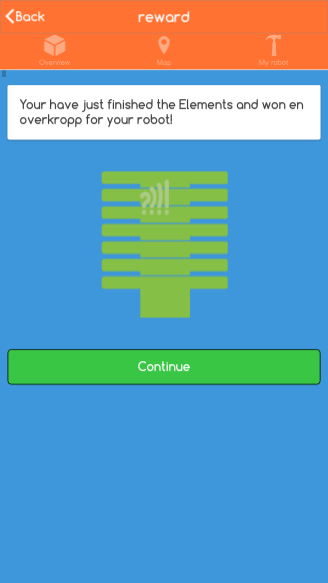 Back
reward
Overview
Map
My robot
Your have just finished the Elements and won en
overkropp for your robot!
Continue